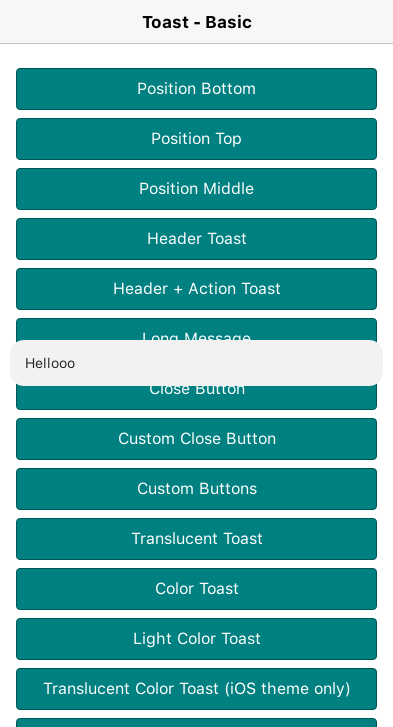 Toast - Basic
Position Bottom
Position Top
Position Middle
Header Toast
Header + Action Toast
Long Message
Hellooo
Close Button
Custom Close Button
Custom Buttons
Translucent Toast
Color Toast
Light Color Toast
Translucent Color Toast (iOS theme only)